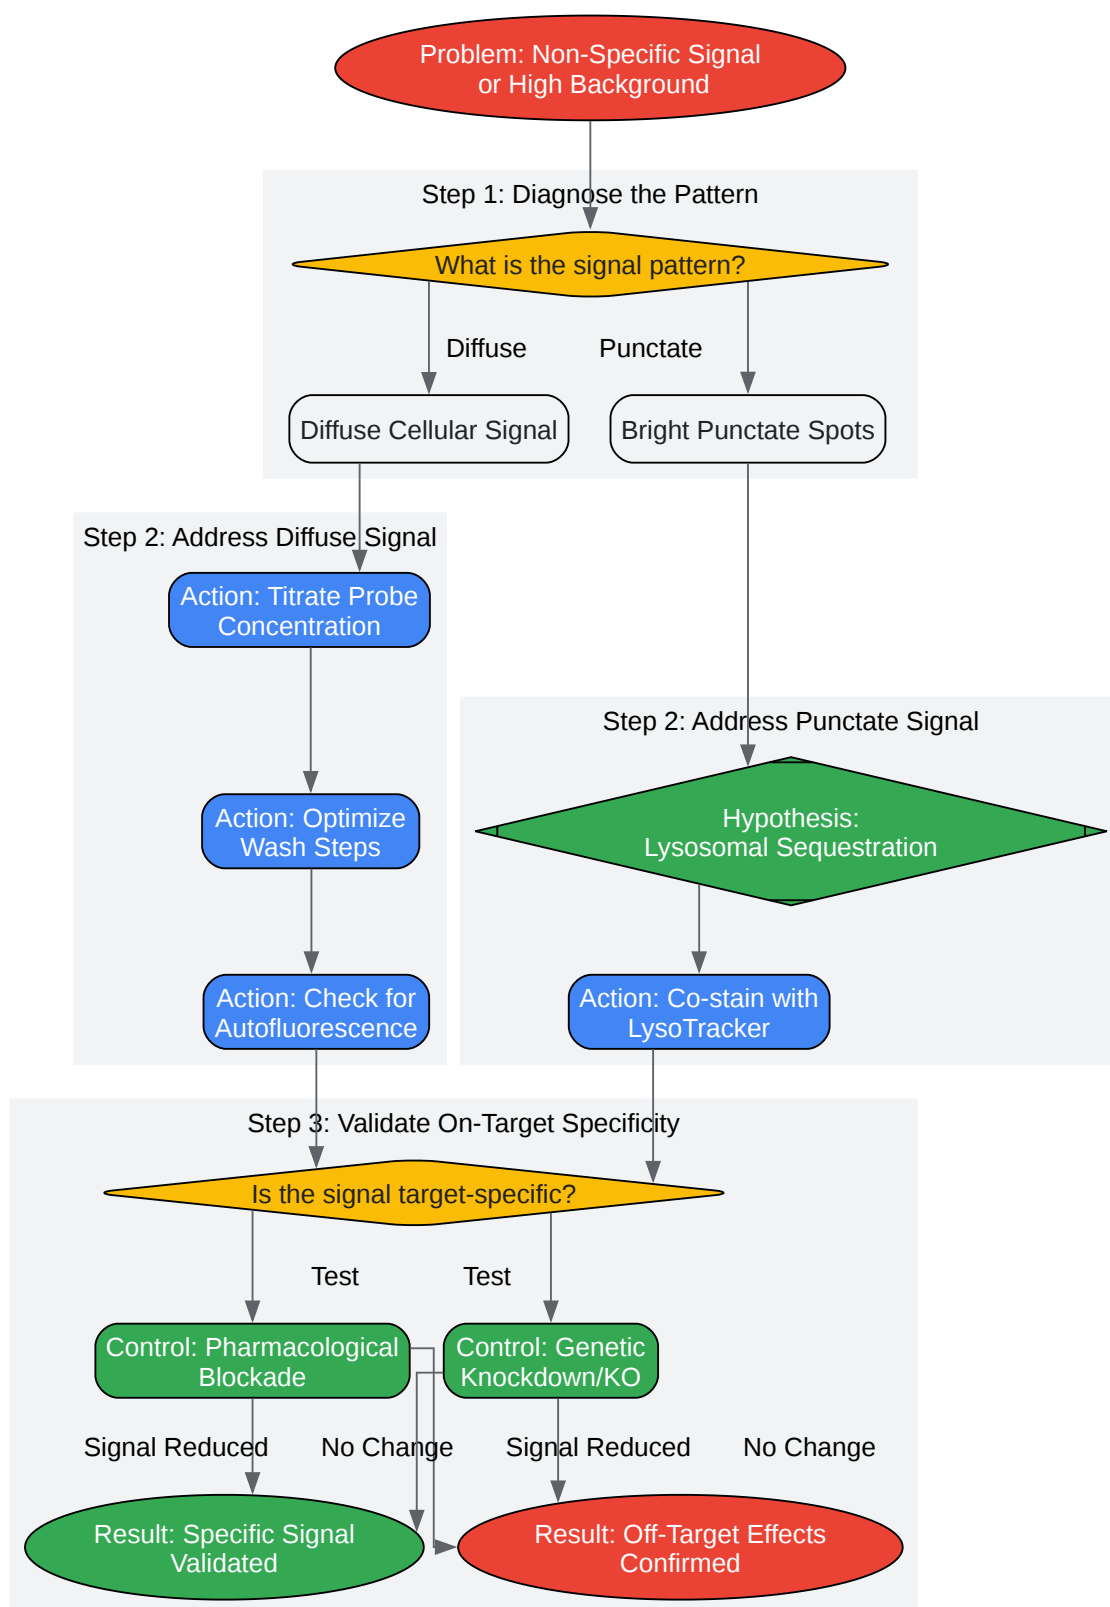 Problem: Non-Specific Signal
or High Background
Step 1: Diagnose the Pattern
What is the signal pattern?
Diffuse
Punctate
Diffuse Cellular Signal
Bright Punctate Spots
Step 2: Address Diffuse Signal
Action: Titrate Probe
Concentration
Action: Optimize
Wash Steps
Action: Check for
Autofluorescence
Step 2: Address Punctate Signal
Hypothesis:
Lysosomal Sequestration
Action: Co-stain with
LysoTracker
Step 3: Validate On-Target Specificity
Is the signal target-specific?
Test
Test
Control: Pharmacological
Blockade
Control: Genetic
Knockdown/KO
Signal Reduced
No Change
Signal Reduced
No Change
Result: Specific Signal
Validated
Result: Off-Target Effects
Confirmed